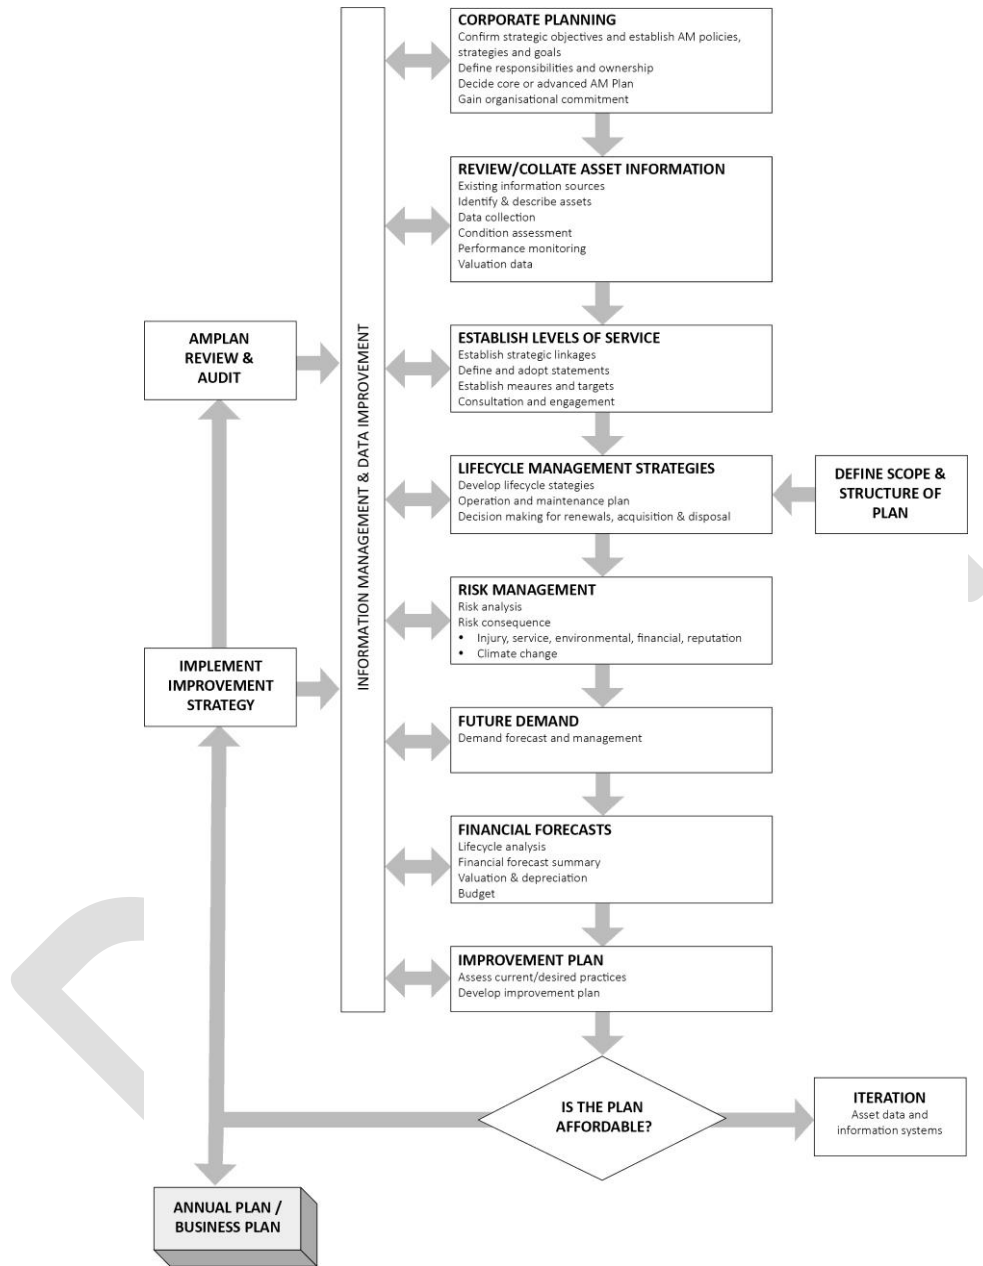 CORPORATE PLANNING
Confirm strategic objectives and establish AM policies,
strategies and goals
Define responsibilities and ownership
Decide core or advanced AM Plan
Gain organisational commitment
REVIEW/COLLATE ASSET INFORMATION
Existing information sources
Identify & describe assets
Data collection
Condition assessment
Performance monitoring
Valuation data
INFORMATION MANAGEMENT & DATA IMPROVEMENT
AMPLAN
REVIEW &
AUDIT
ESTABLISH LEVELS OF SERVICE
Establish strategic linkages
Define and adopt statements
Establish meaures and targets
Consultation and engagement
LIFECYCLE MANAGEMENT STRATEGIES
Develop lifecycle stategies
Operation and maintenance plan
Decision making for renewals, acquisition & disposal
DEFINE SCOPE &
STRUCTURE OF
PLAN
RISK MANAGEMENT
Risk analysis
Risk consequence
• Injury, service, environmental, financial, reputation
• Climate change
IMPLEMENT
IMPROVEMENT
STRATEGY
FUTURE DEMAND
Demand forecast and management
FINANCIAL FORECASTS
Lifecycle analysis
Financial forecast summary
Valuation & depreciation
Budget
IMPROVEMENT PLAN
Assess current/desired practices
Develop improvement plan
IS THE PLAN
AFFORDABLE?
ITERATION
Asset data and
information systems
ANNUAL PLAN /
BUSINESS PLAN